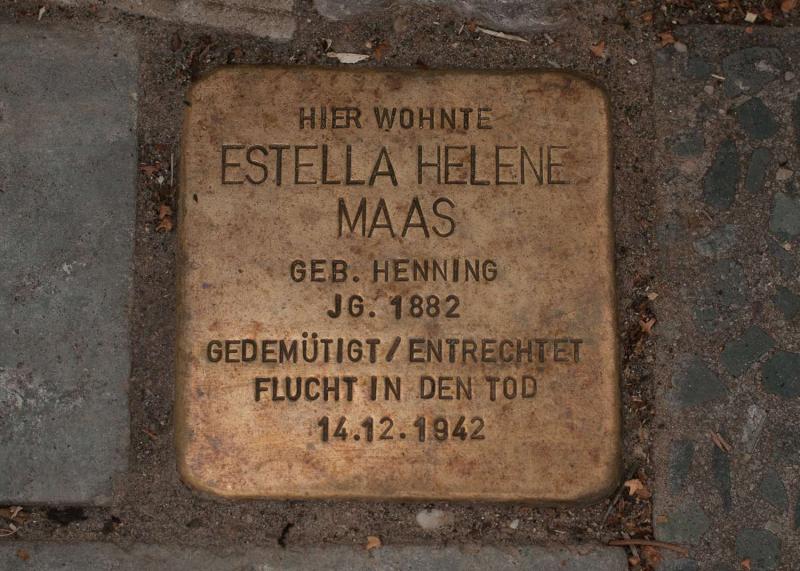 HIER WOHNTE
ESTELLA HELENE
MAAS
GEB. HENNING
JG. 1882
GEDEMÜTIGT/ENTRECHTET
FLUCHT IN DEN TOD
14.12.1942